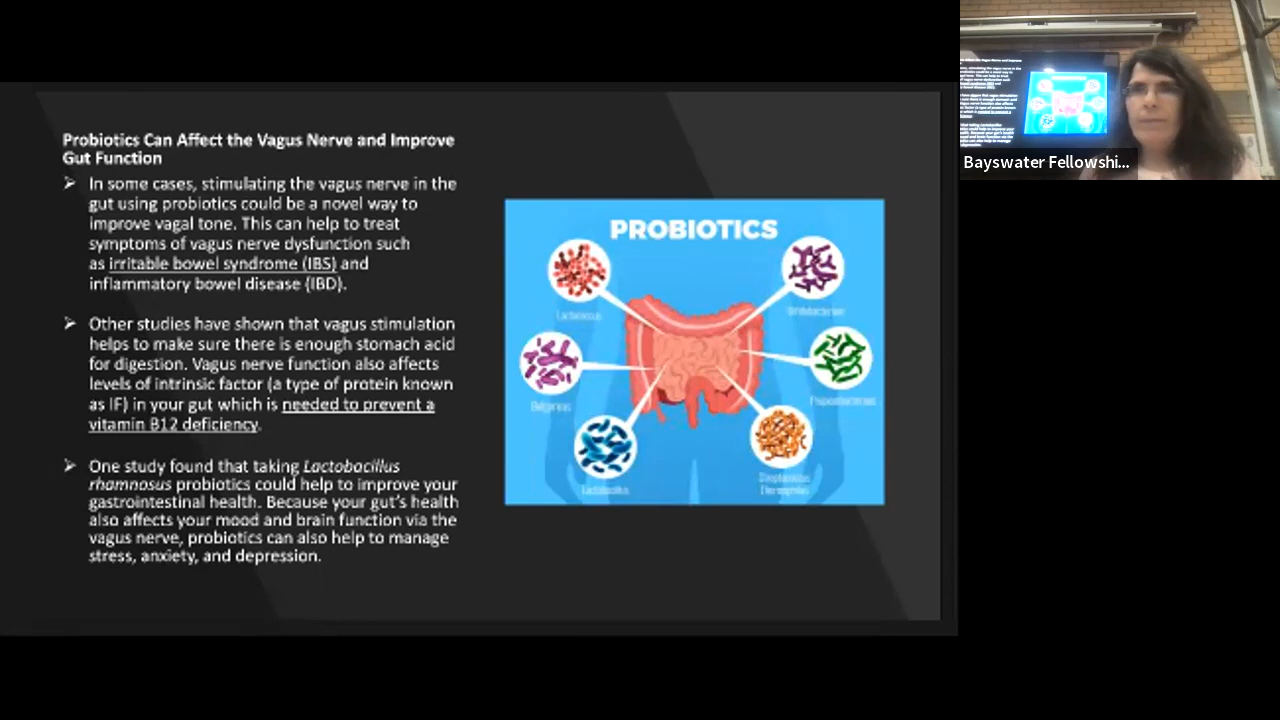 Probiotics Can Affect the Vagus Nerve and Improve
Gut Function
In some cases, stimulating the vagus nerve in the
gut using probiotics could be a novel way to
improve vagal tone. This can help to treat
symptoms of vagus nerve dysfunction such
as irritable bowel syndrome (IBS) and
inflammatory bowel disease (IBD).
Other studies have shown that vagus stimulation
helps to make sure there is enough stomach acid
for digestion. Vagus nerve function also affects
levels of intrinsic factor (a type of protein known
as IF) in your gut which is needed to prevent a
vitamin B12 deficiency.
One study found that taking Lactobacillus
rhamnosus probiotics could help to improve your
gastrointestinal health. Because your gut's health
also affects your mood and brain function via the
vagus nerve, probiotics can also help to manage
stress, anxiety, and depression.
PROBIOTICS
Lactobacillus
Streptococcus
Thermophilus
Bayswater Fellowshi...